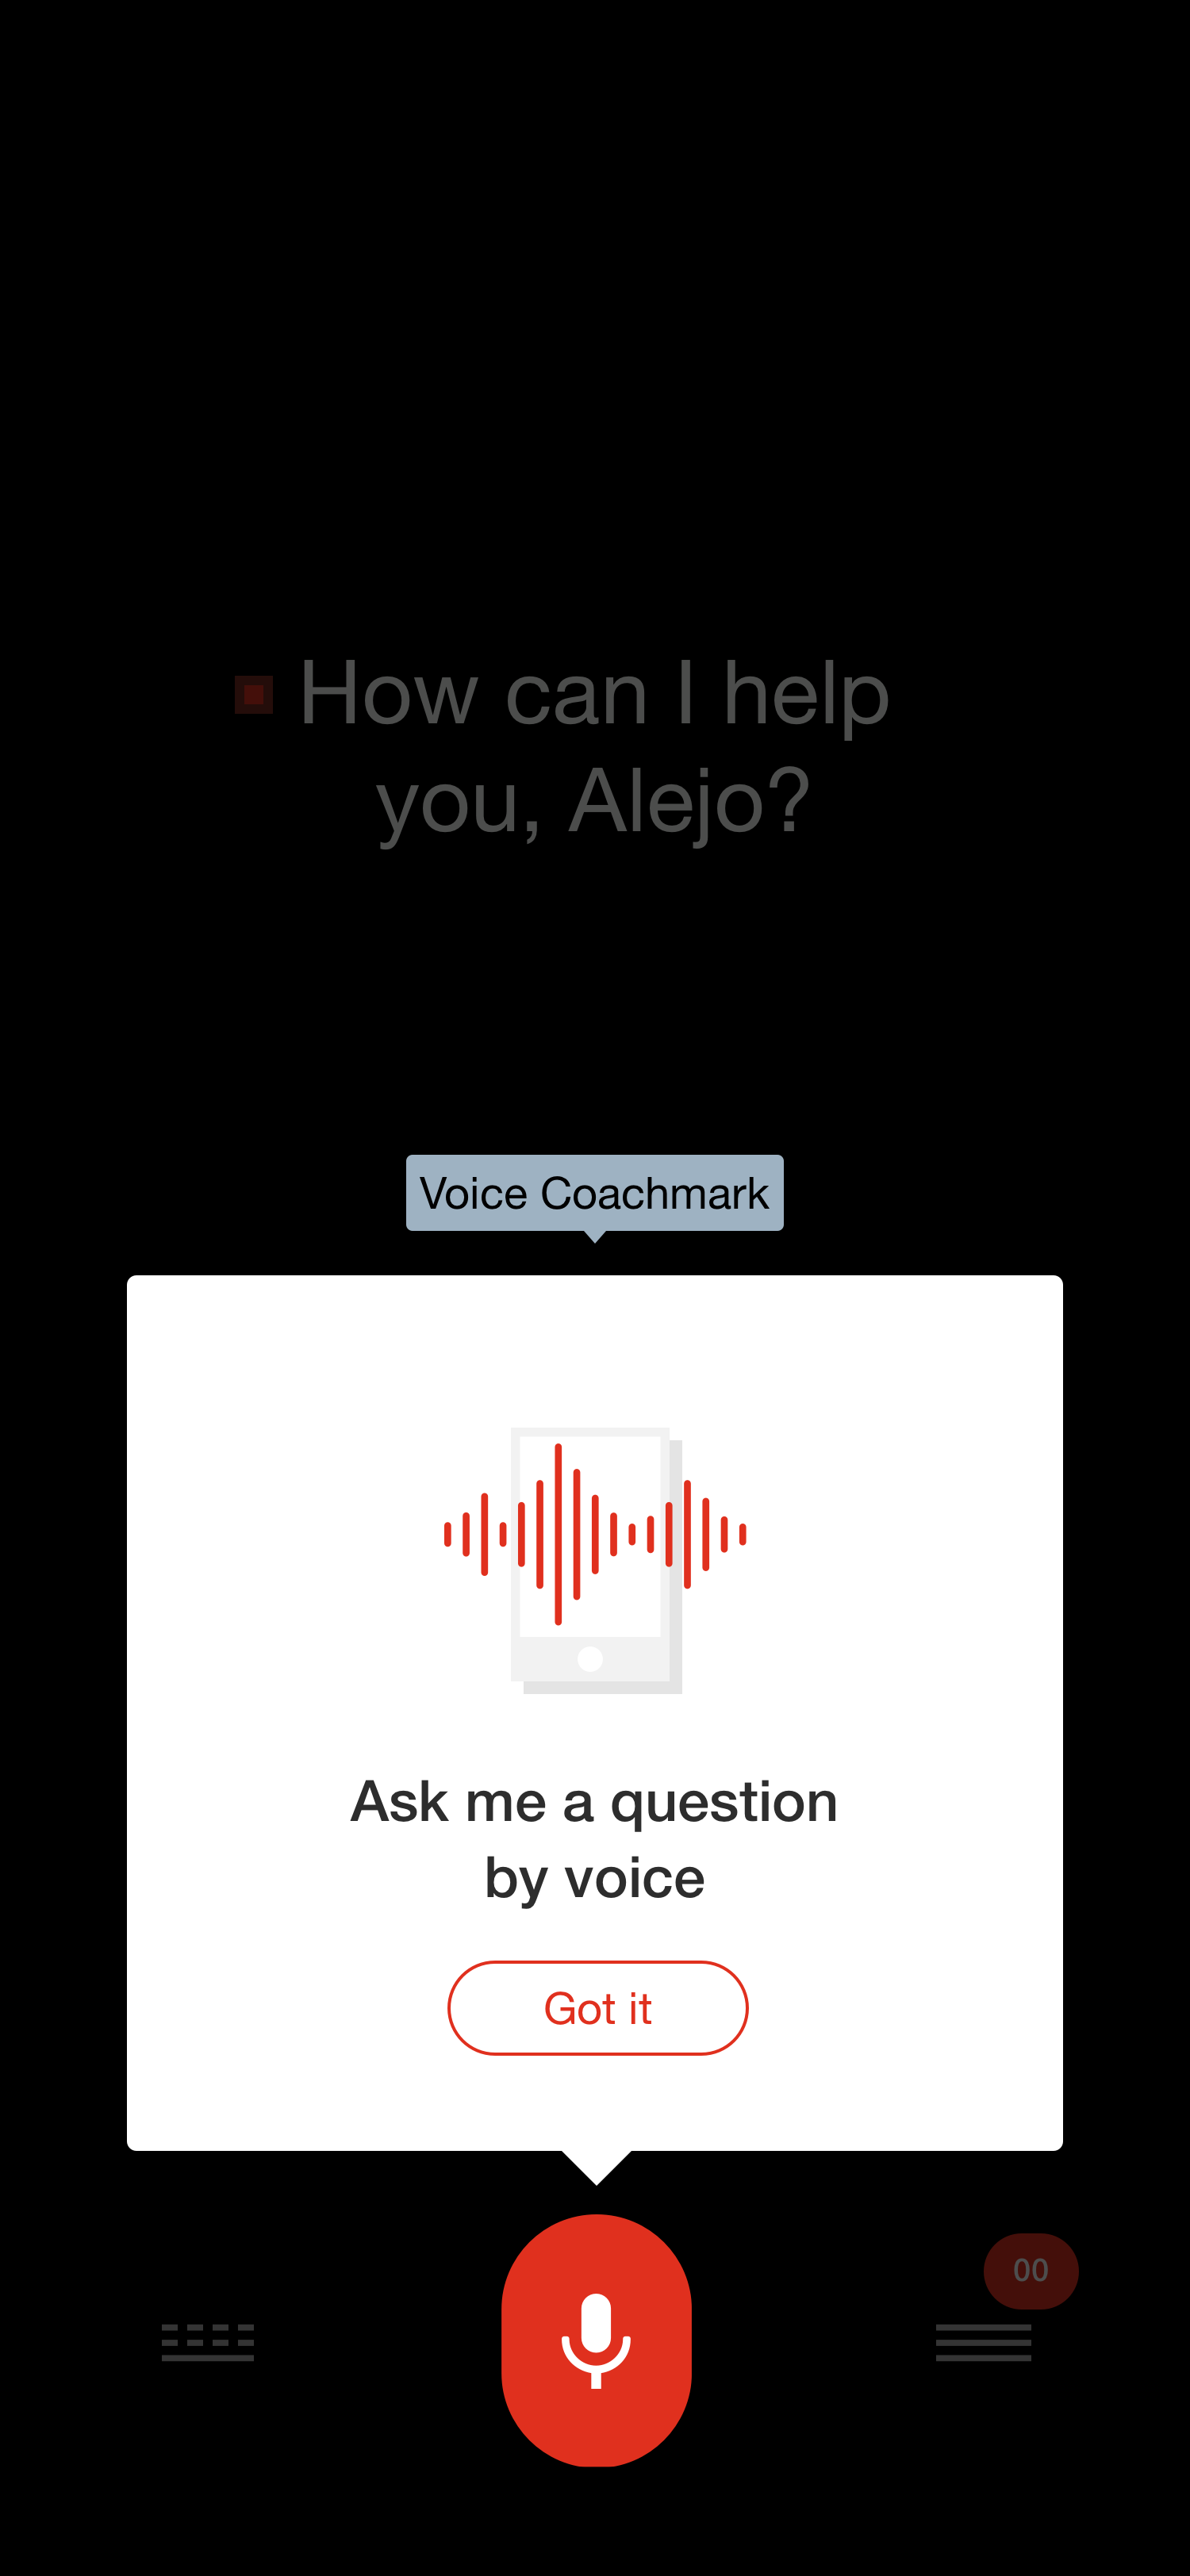 How can I help
you, Alejo?
Voice Coachmark
Ask me a question
by voice
Got it
00